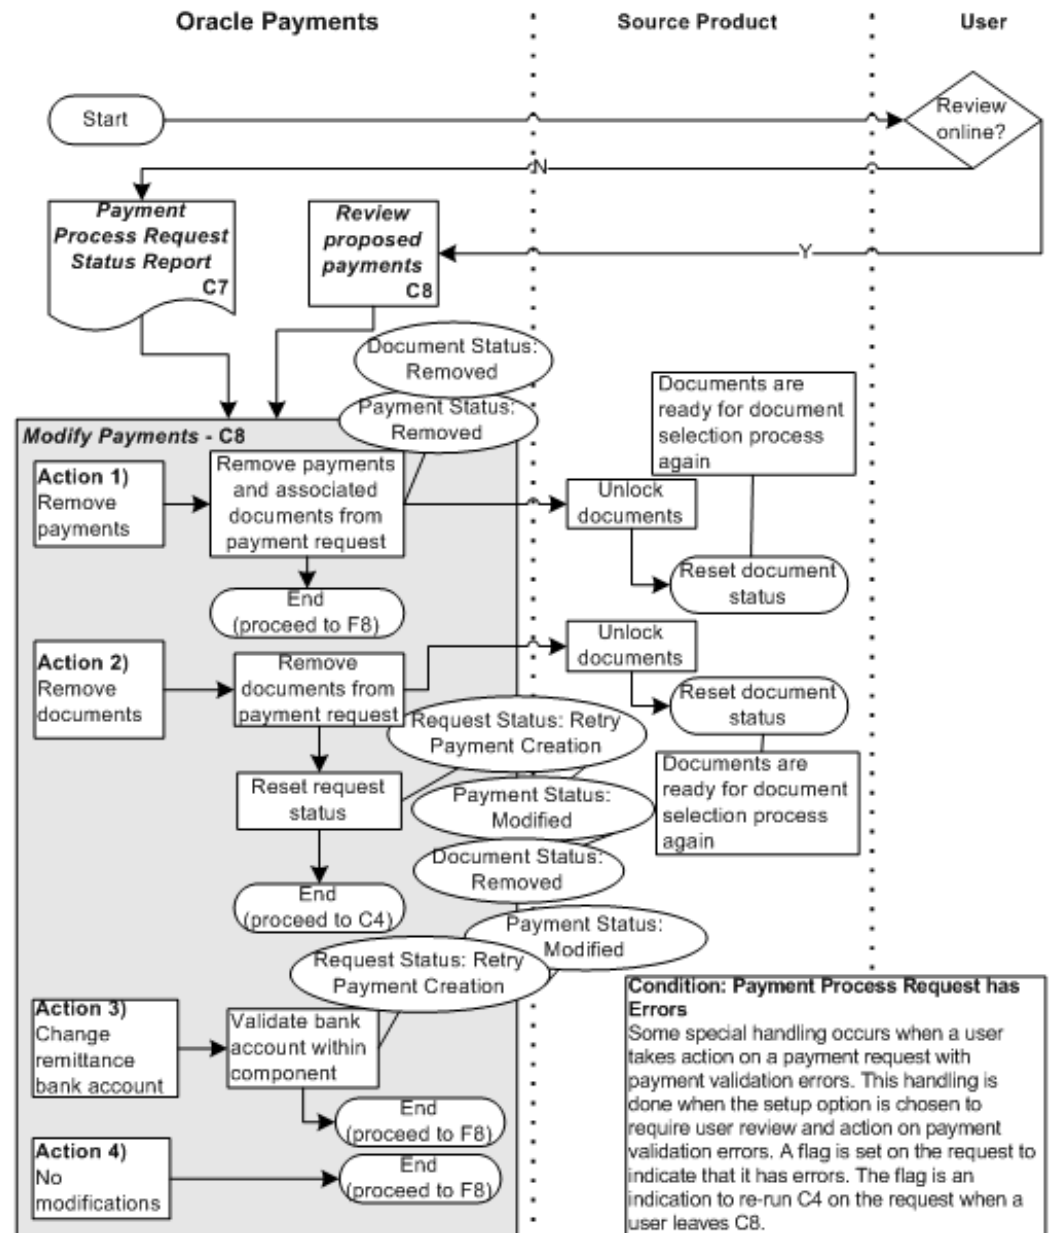 Oracle Payments
Source Product
User
Start
Review
online?
N
Payment
Process Request
Status Report
C7
Review
proposed
payments
C8
Y
Document Status:
Removed
Payment Status:
Removed
Documents are
ready for document
selection process
again
Modify Payments - C8
Action 1)
Remove
payments
Remove payments
and associated
documents from
payment request
Unlock
documents
Reset document
status
End
(proceed to F8)
Action 2)
Remove
documents
Remove
documents from
payment request
Unlock
documents
Reset document
status
Request Status: Retry
Payment Creation
Documents are
ready for document
selection process
again
Reset request
status
Payment Status:
Modified
Document Status:
Removed
End
(proceed to C4)
Payment Status:
Modified
Request Status: Retry
Payment Creation
Action 3)
Change
remittance
bank account
Validate bank
account within
component
End
(proceed to F8)
Action 4)
No
modifications
End
(proceed to F8)
Condition: Payment Process Request has
Errors
Some special handling occurs when a user
takes action on a payment request with
payment validation errors. This handling is
done when the setup option is chosen to
require user review and action on payment
validation errors. A flag is set on the request to
indicate that it has errors. The flag is an
indication to re-run C4 on the request when a
user leaves C8.